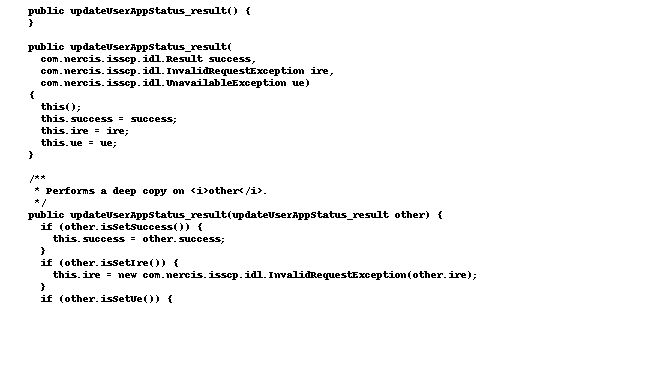 public updateUserAppStatus_result() {
}
public updateUserAppStatus_result(
com.nercis.isscp.idl.Result success,
com.nercis.isscp.idl.InvalidRequestException ire,
com.nercis.isscp.idl.UnavailableException ue)
{
this();
this.success = success;
this.ire = ire;
this.ue = ue;
}
/**
* Performs a deep copy on <i>other</i>.
*/
public updateUserAppStatus_result(updateUserAppStatus_result other) {
if (other.isSetSuccess()) {
this.success = other.success;
}
if (other.isSetIre()) {
this.ire = new com.nercis.isscp.idl.InvalidRequestException(other.ire);
}
if (other.isSetUe()) {